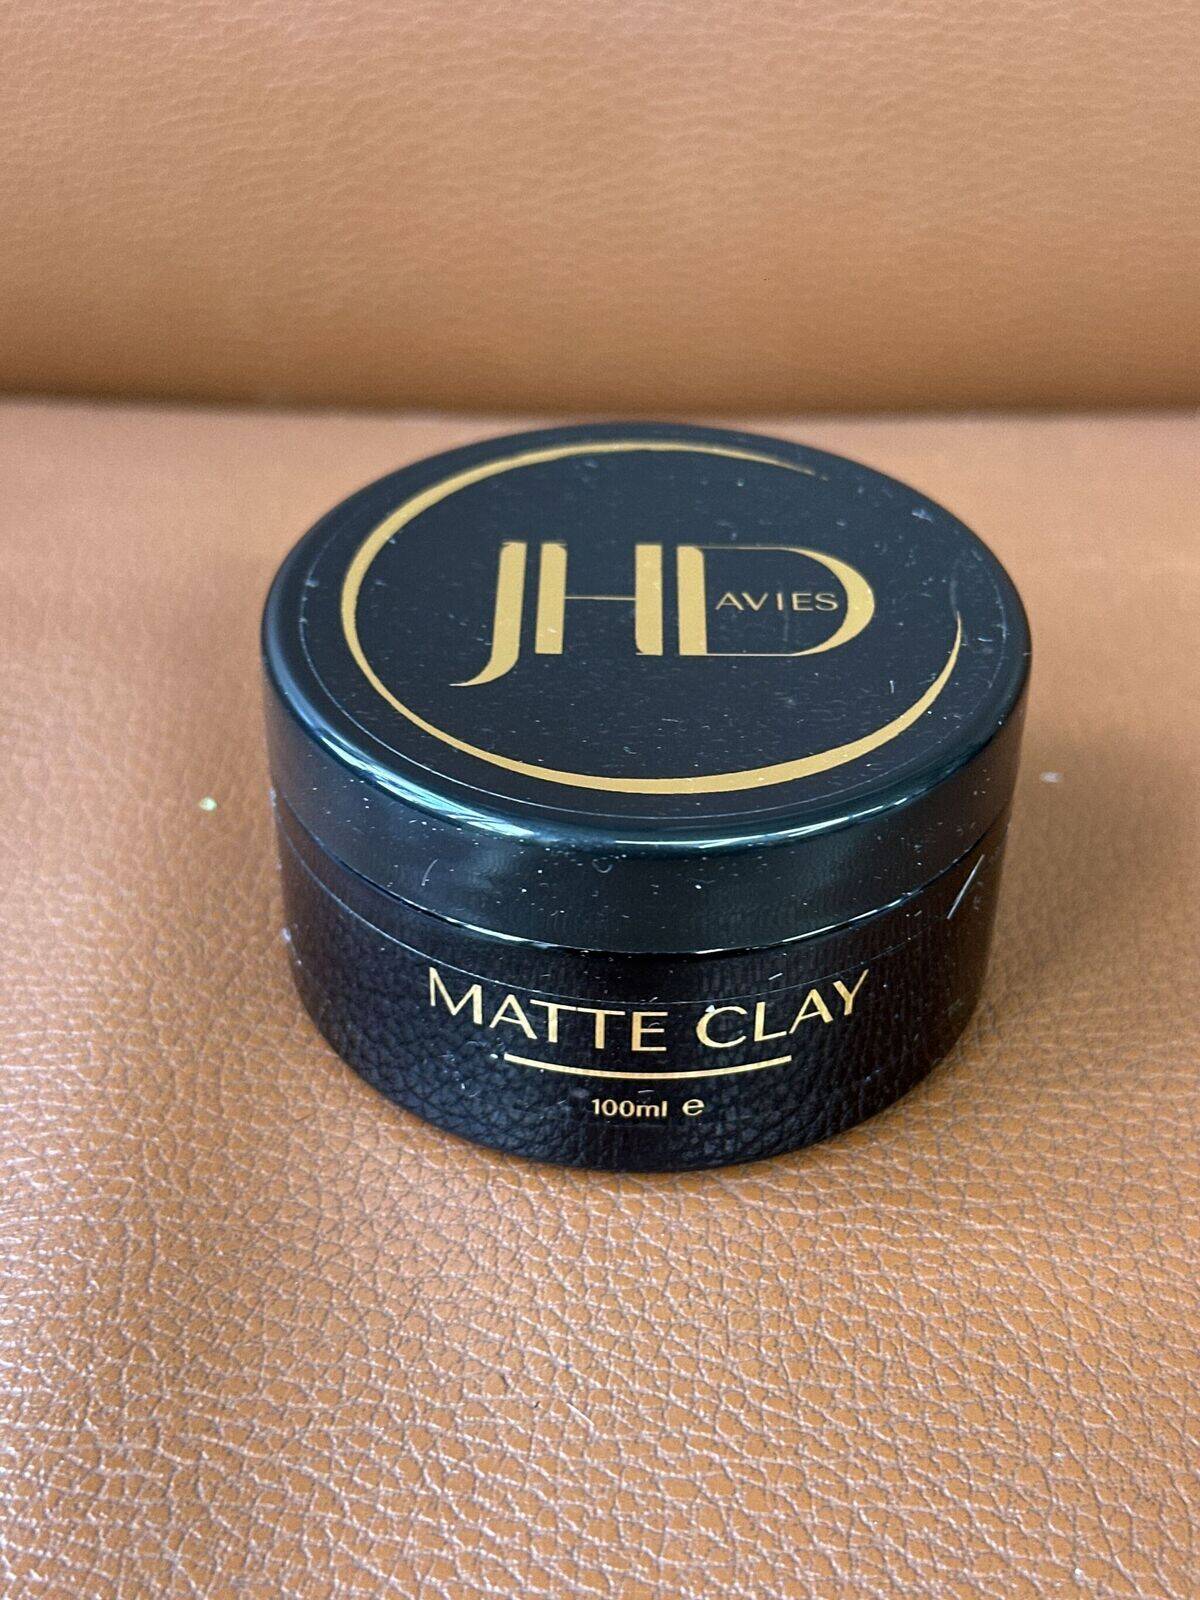 JHDAVIES
MATTE CLAY
100ml ℮